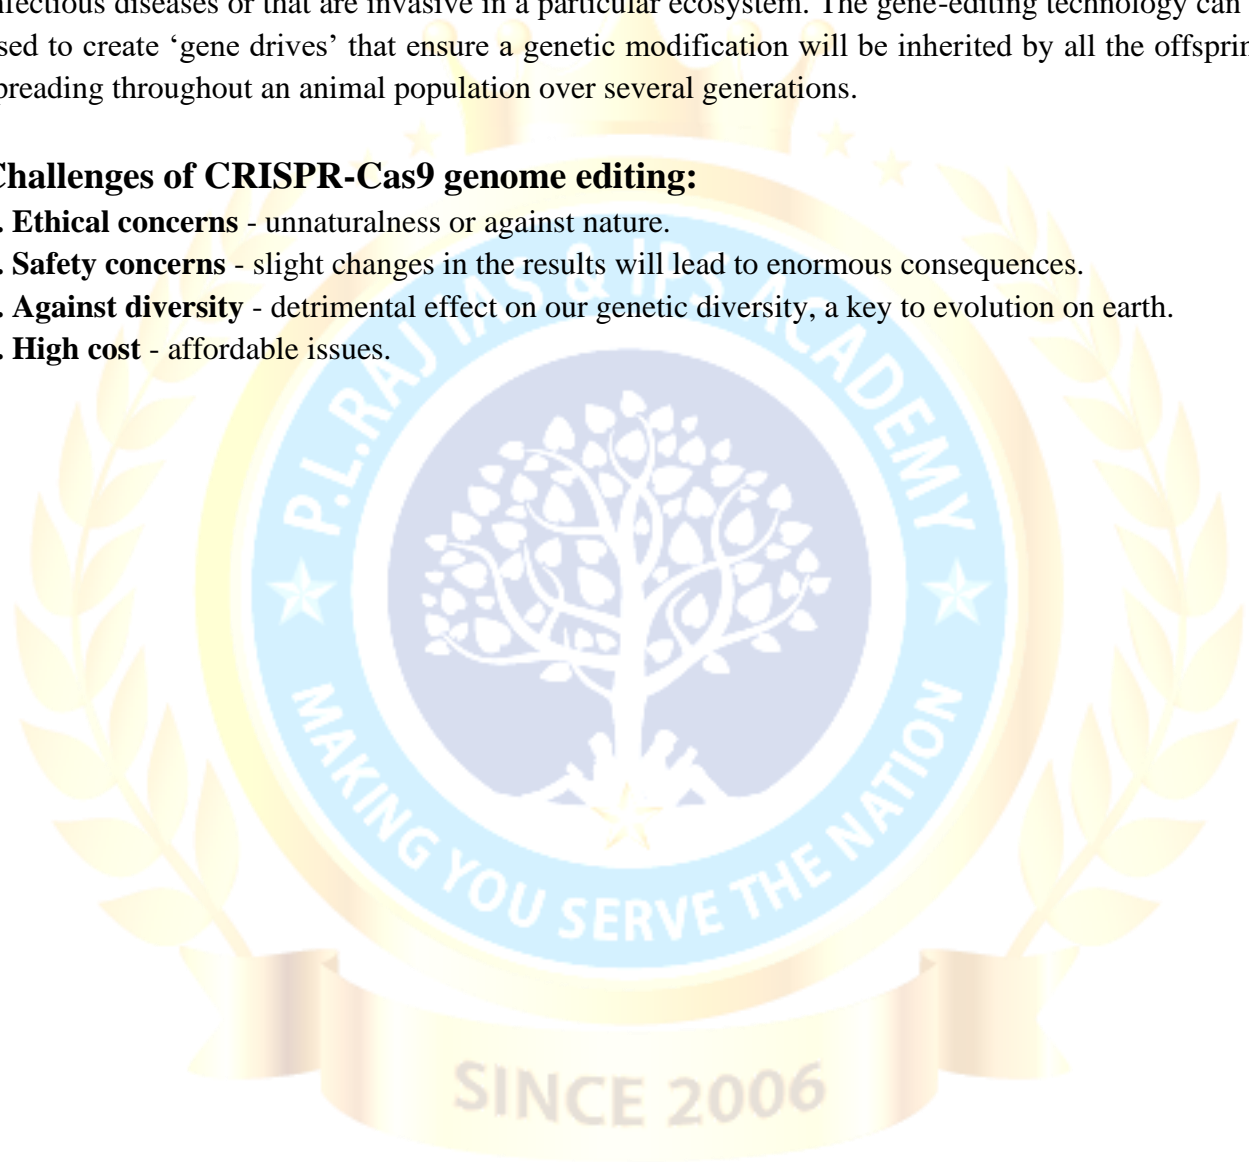 nfectious diseases or that are invasive in a particular ecosystem. The gene-editing technology can
sed to create ‘gene drives’ that ensure a genetic modification will be inherited by all the offsprin
preading throughout an animal population over several generations.
Challenges of CRISPR-Cas9 genome editing:
. Ethical concerns - unnaturalness or against nature.
. Safety concerns - slight changes in the results will lead to enormous consequences.
. Against diversity - detrimental effect on our genetic diversity, a key to evolution on earth.
. High cost - affordable issues.
P.L.RAJ IAS & IPS ACADEMY
MAKING YOU SERVE THE NATION
SINCE 2006